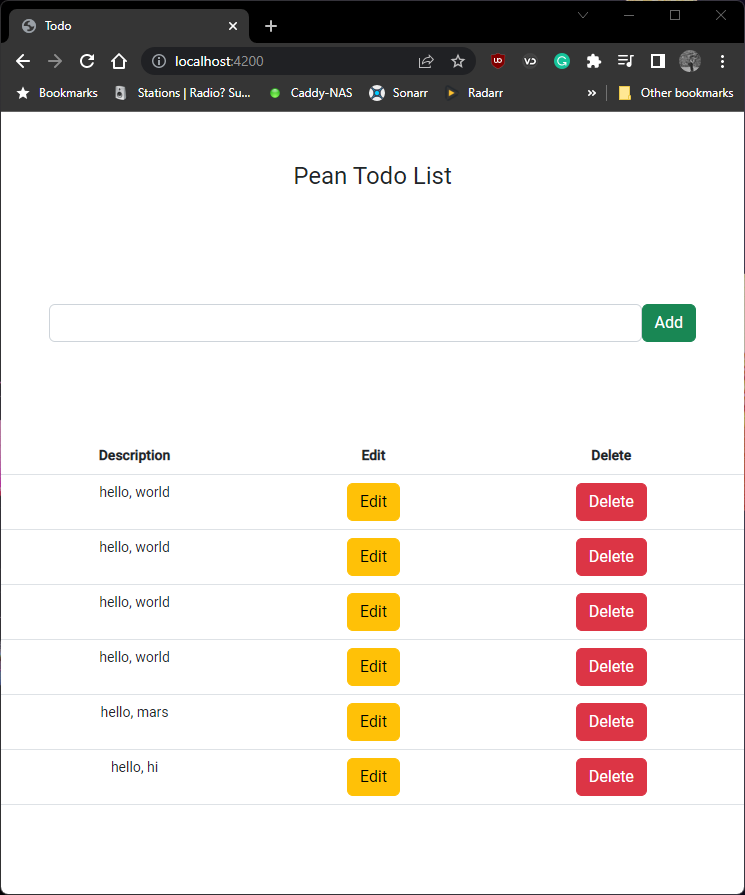 Todo
localhost:4200
Bookmarks Stations | Radio? Su... Caddy-NAS Sonarr Radarr » Other bookmarks
Pean Todo List
Add
Description Edit Delete
hello, world Edit Delete
hello, world Edit Delete
hello, world Edit Delete
hello, world Edit Delete
hello, mars Edit Delete
hello, hi Edit Delete